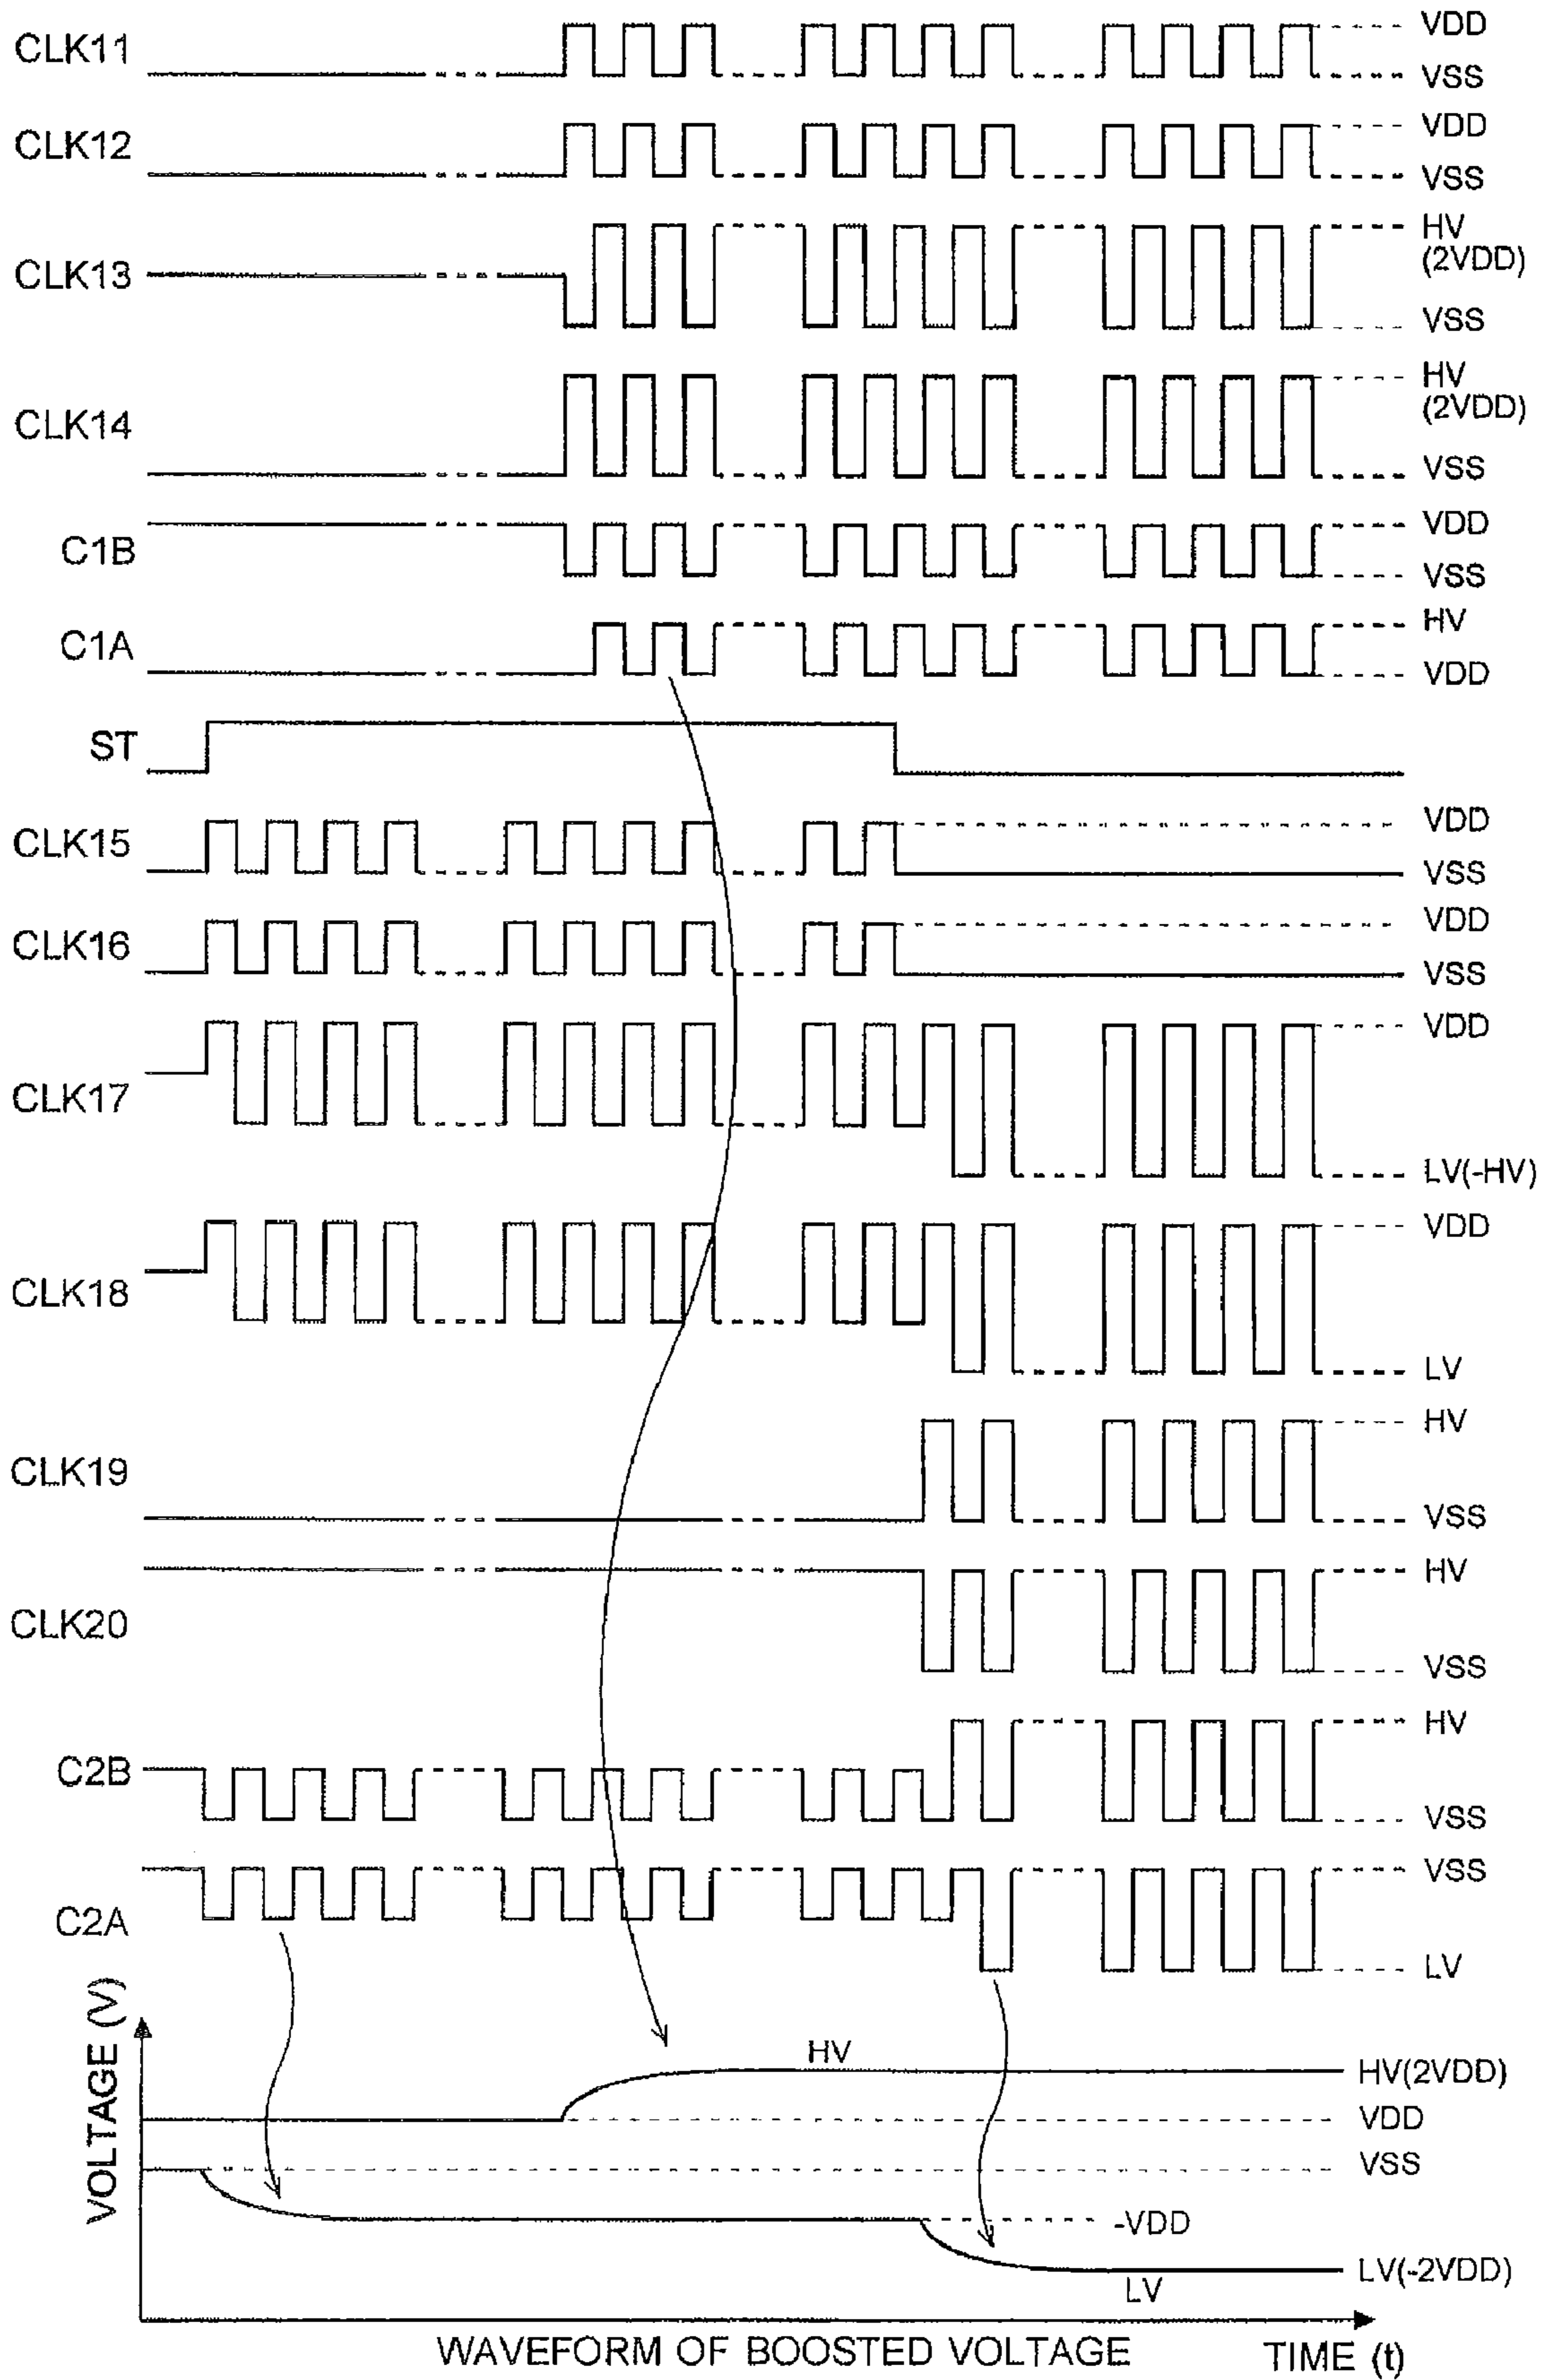 CLK11
VDD
VSS
CLK12
VDD
VSS
CLK13
HV
(2VDD)
VSS
CLK14
HV
(2VDD)
VSS
C1B
VDD
VSS
C1A
HV
VDD
ST
CLK15
VDD
VSS
CLK16
VDD
VSS
CLK17
VDD
LV(-HV)
CLK18
VDD
LV
CLK19
HV
VSS
CLK20
HV
VSS
C2B
HV
VSS
C2A
VSS
LV
VOLTAGE (V)
HV
HV(2VDD)
VDD
VSS
-VDD
LV(-2VDD)
LV
WAVEFORM OF BOOSTED VOLTAGE
TIME (t)